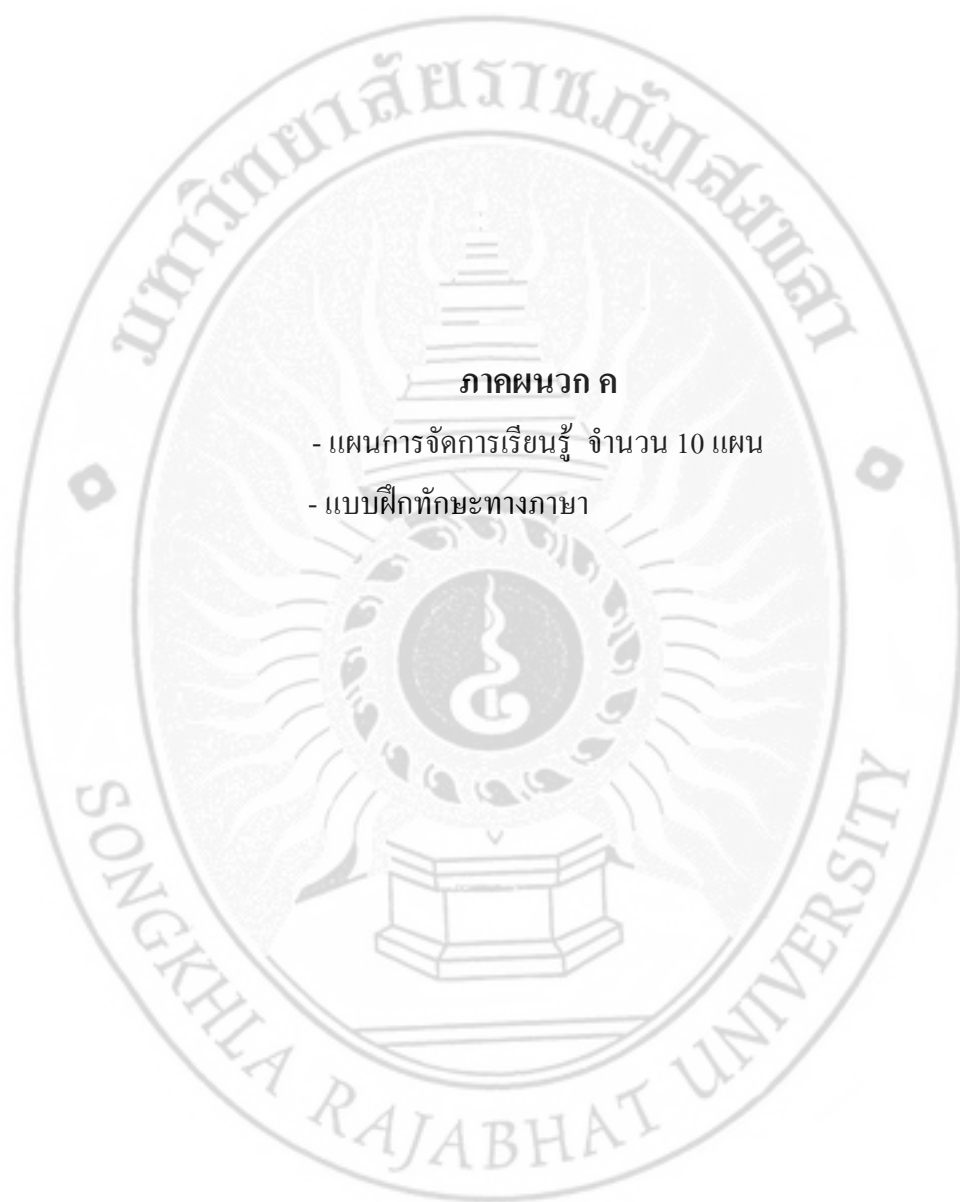 มหาวิทยาลัยราชภัฏสงขลา
ภาคผนวก ค
- แผนการจัดการเรียนรู้ จำนวน 10 แผน
- แบบฝึกทักษะทางภาษา
SONGKHLA RAJABHAT UNIVERSITY